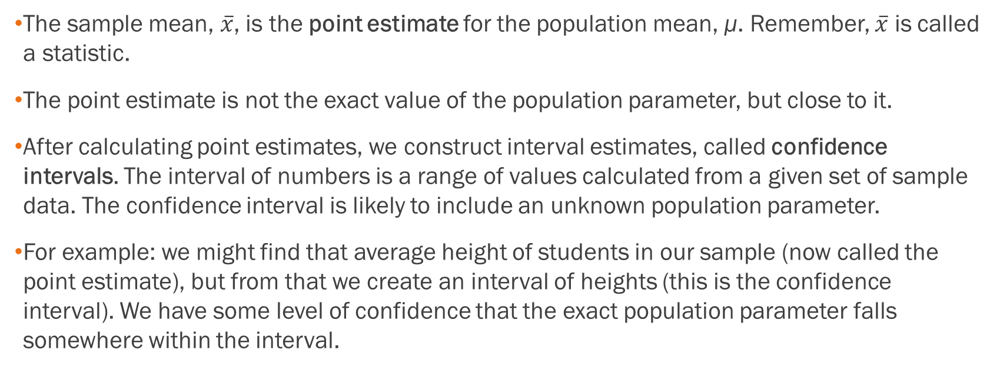 •The sample mean, x̄, is the point estimate for the population mean, μ. Remember, x̄ is called
a statistic.
•The point estimate is not the exact value of the population parameter, but close to it.
•After calculating point estimates, we construct interval estimates, called confidence
intervals. The interval of numbers is a range of values calculated from a given set of sample
data. The confidence interval is likely to include an unknown population parameter.
•For example: we might find that average height of students in our sample (now called the
point estimate), but from that we create an interval of heights (this is the confidence
interval). We have some level of confidence that the exact population parameter falls
somewhere within the interval.